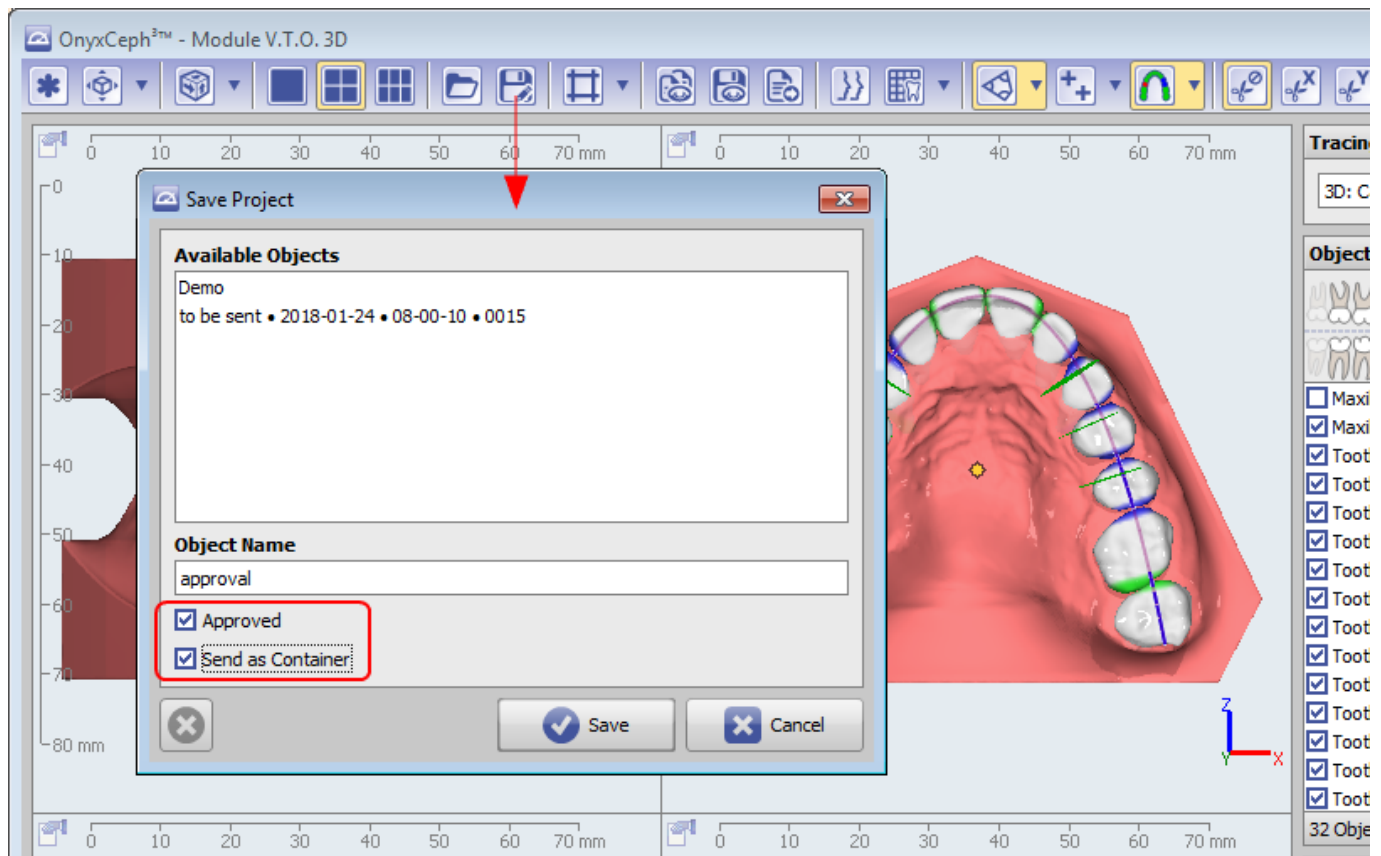 OnyxCeph³™ - Module V.T.O. 3D
0 10 20 30 40 50 60 70 mm
0 10 20 30 40 50 60 70 mm
Tracin
3D: C
0
10
20
30
40
50
60
70
80 mm
Save Project
Available Objects
Demo
to be sent • 2018-01-24 • 08-00-10 • 0015
Object Name
approval
Approved
Send as Container
Save
Cancel
Z
Y
X
Object
Maxi
Maxi
Toot
Toot
Toot
Toot
Toot
Toot
Toot
Toot
Toot
Toot
Toot
Toot
Toot
32 Obje
0 10 20 30 40 50 60 70 mm
0 10 20 30 40 50 60 70 mm